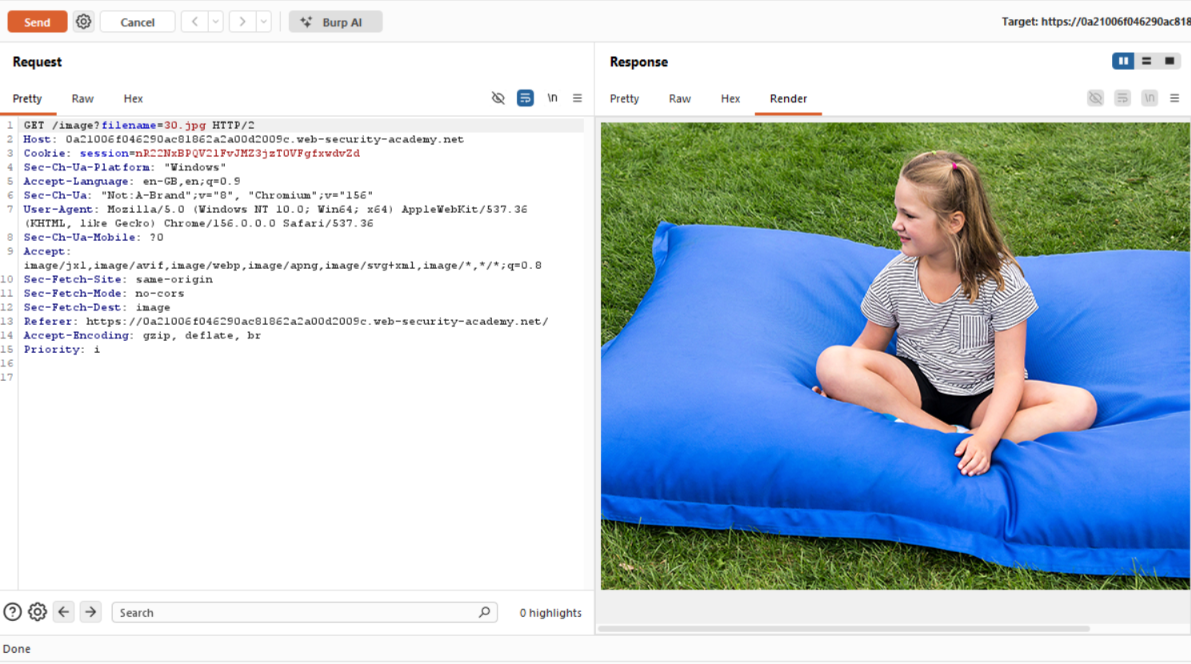 Send Cancel Burp AI Target: https://0a21006f046290ac818
Request
Pretty Raw Hex \n
1 GET /image?filename=30.jpg HTTP/2
2 Host: 0a21006f046290ac81862a2a00d2009c.web-security-academy.net
3 Cookie: session=
4 Sec-Ch-Ua-Platform: "Windows"
5 Accept-Language: en-GB,en;q=0.9
6 Sec-Ch-Ua: "Not:A-Brand";v="8", "Chromium";v="156"
7 User-Agent: Mozilla/5.0 (Windows NT 10.0; Win64; x64) AppleWebKit/537.36
(KHTML, like Gecko) Chrome/156.0.0.0 Safari/537.36
8 Sec-Ch-Ua-Mobile: ?0
9 Accept:
image/jxl,image/avif,image/webp,image/apng,image/svg+xml,image/*,*/*;q=0.8
10 Sec-Fetch-Site: same-origin
11 Sec-Fetch-Mode: no-cors
12 Sec-Fetch-Dest: image
13 Referer: https://0a21006f046290ac81862a2a00d2009c.web-security-academy.net/
14 Accept-Encoding: gzip, deflate, br
15 Priority: i
16
17
Search 0 highlights
Response
Pretty Raw Hex Render \n
Done